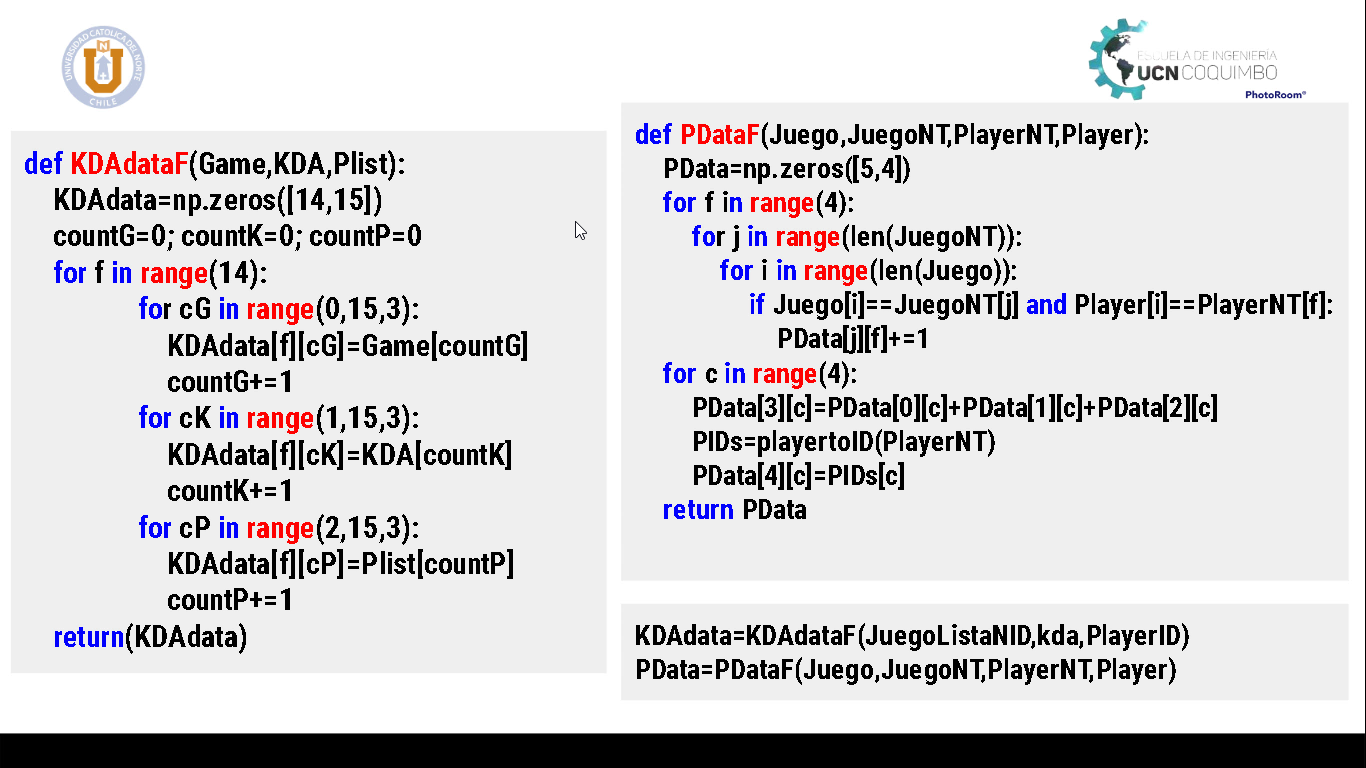 UNIVERSIDAD CATOLICA DEL NORTE
N
U
CHILE
ESCUELA DE INGENIERÍA
UCN COQUIMBO
PhotoRoom®
def KDAdataF(Game,KDA,Plist):
KDAdata=np.zeros([14,15])
countG=0; countK=0; countP=0
for f in range(14):
for cG in range(0,15,3):
KDAdata[f][cG]=Game[countG]
countG+=1
for cK in range(1,15,3):
KDAdata[f][cK]=KDA[countK]
countK+=1
for cP in range(2,15,3):
KDAdata[f][cP]=Plist[countP]
countP+=1
return(KDAdata)
def PDataF(Juego,JuegoNT,PlayerNT,Player):
PData=np.zeros([5,4])
for f in range(4):
for j in range(len(JuegoNT)):
for i in range(len(Juego)):
if Juego[i]==JuegoNT[j] and Player[i]==PlayerNT[f]:
PData[j][f]+=1
for c in range(4):
PData[3][c]=PData[0][c]+PData[1][c]+PData[2][c]
PIDs=playertoID(PlayerNT)
PData[4][c]=PIDs[c]
return PData
KDAdata=KDAdataF(JuegoListaNID,kda,PlayerID)
PData=PDataF(Juego,JuegoNT,PlayerNT,Player)